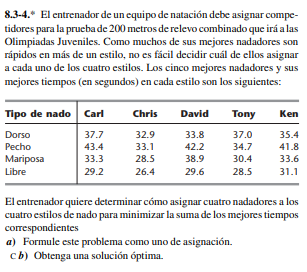 8.3-4.* El entrenador de un equipo de natación debe asignar compe-
tidores para la prueba de 200 metros de relevo combinado que irá a las
Olimpiadas Juveniles. Como muchos de sus mejores nadadores son
rápidos en más de un estilo, no es fácil decidir cuál de ellos asignar
a cada uno de los cuatro estilos. Los cinco mejores nadadores y sus
mejores tiempos (en segundos) en cada estilo son los siguientes:
Tipo de nado Carl Chris David Tony Ken
Dorso 37.7 32.9 33.8 37.0 35.4
Pecho 43.4 33.1 42.2 34.7 41.8
Mariposa 33.3 28.5 38.9 30.4 33.6
Libre 29.2 26.4 29.6 28.5 31.1
El entrenador quiere determinar cómo asignar cuatro nadadores a los
cuatro estilos de nado para minimizar la suma de los mejores tiempos
correspondientes
a) Formule este problema como uno de asignación.
C b) Obtenga una solución óptima.